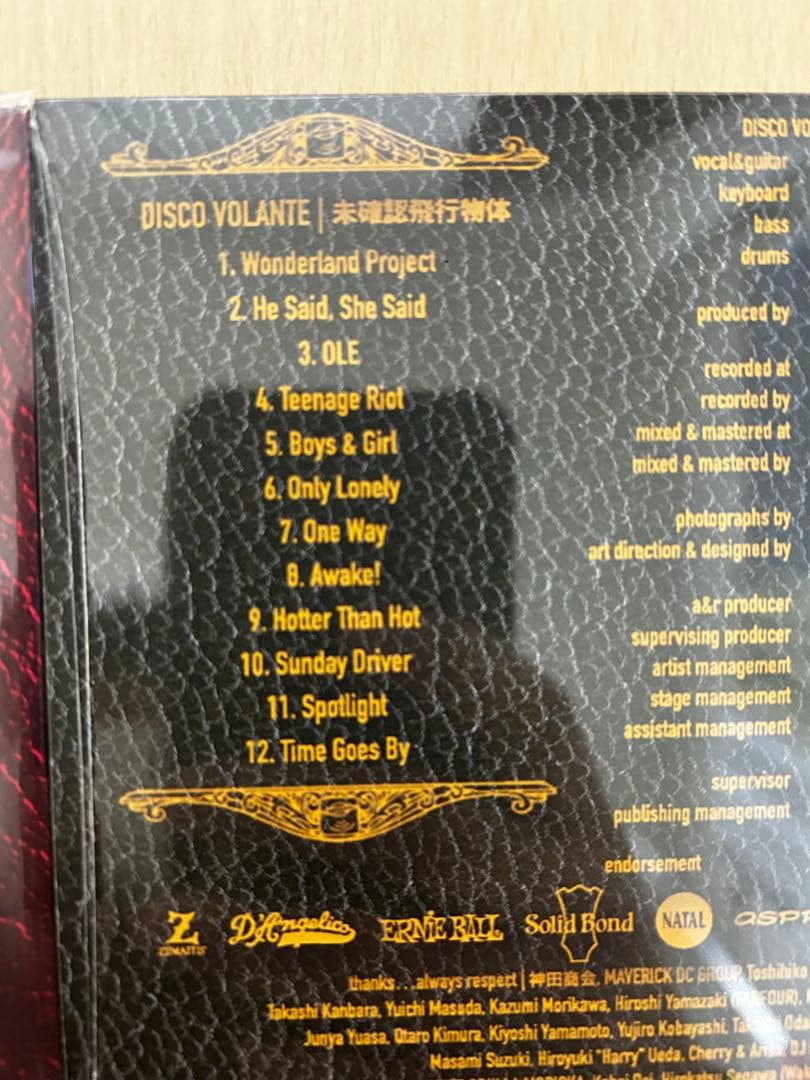 DISCO VOLANTE | 未確認飛行物体
1. Wonderland Project
2. He Said, She Said
3. OLE
4. Teenage Riot
5. Boys & Girl
6. Only Lonely
7. One Way
8. Awake!
9. Hotter Than Hot
10. Sunday Driver
11. Spotlight
12. Time Goes By
DISCO VO
vocal&guitar
keyboard
bass
drums
produced by
recorded at
recorded by
mixed & mastered at
mixed & mastered by
photographs by
art direction & designed by
a&r producer
supervising producer
artist management
stage management
assistant management
supervisor
publishing management
endorsement
Z ZEMAITIS D'Angelico ERNIE BALL Solid Bond NATAL ASPR
thanks...always respect | 神田商会, MAVERICK DC GROUP, Toshihiko
Takashi Kanbara, Yuichi Masuda, Kazumi Morikawa, Hiroshi Yamazaki
Junya Yuasa, Otaro Kimura, Kiyoshi Yamamoto, Yujiro Kobayashi,
Masami Suzuki, Hiroyuki "Harry" Ueda, Cherry &